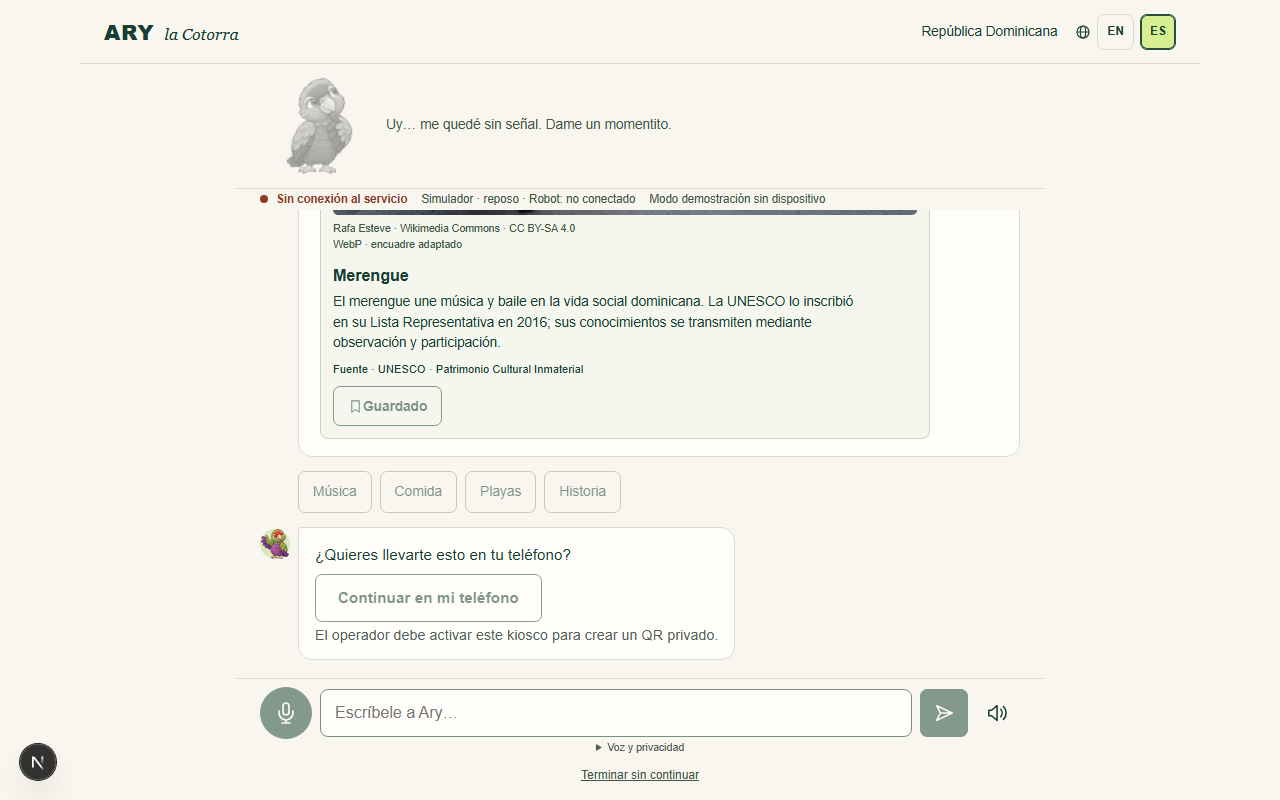 ARY la Cotorra
República Dominicana
EN
ES
Uy… me quedé sin señal. Dame un momentito.
Sin conexión al servicio Simulador · reposo · Robot: no conectado Modo demostración sin dispositivo
Rafa Esteve · Wikimedia Commons · CC BY-SA 4.0
WebP · encuadre adaptado
Merengue
El merengue une música y baile en la vida social dominicana. La UNESCO lo inscribió
en su Lista Representativa en 2016; sus conocimientos se transmiten mediante
observación y participación.
Fuente · UNESCO · Patrimonio Cultural Inmaterial
Guardado
Música
Comida
Playas
Historia
¿Quieres llevarte esto en tu teléfono?
Continuar en mi teléfono
El operador debe activar este kiosco para crear un QR privado.
Escríbele a Ary…
Voz y privacidad
Terminar sin continuar
N